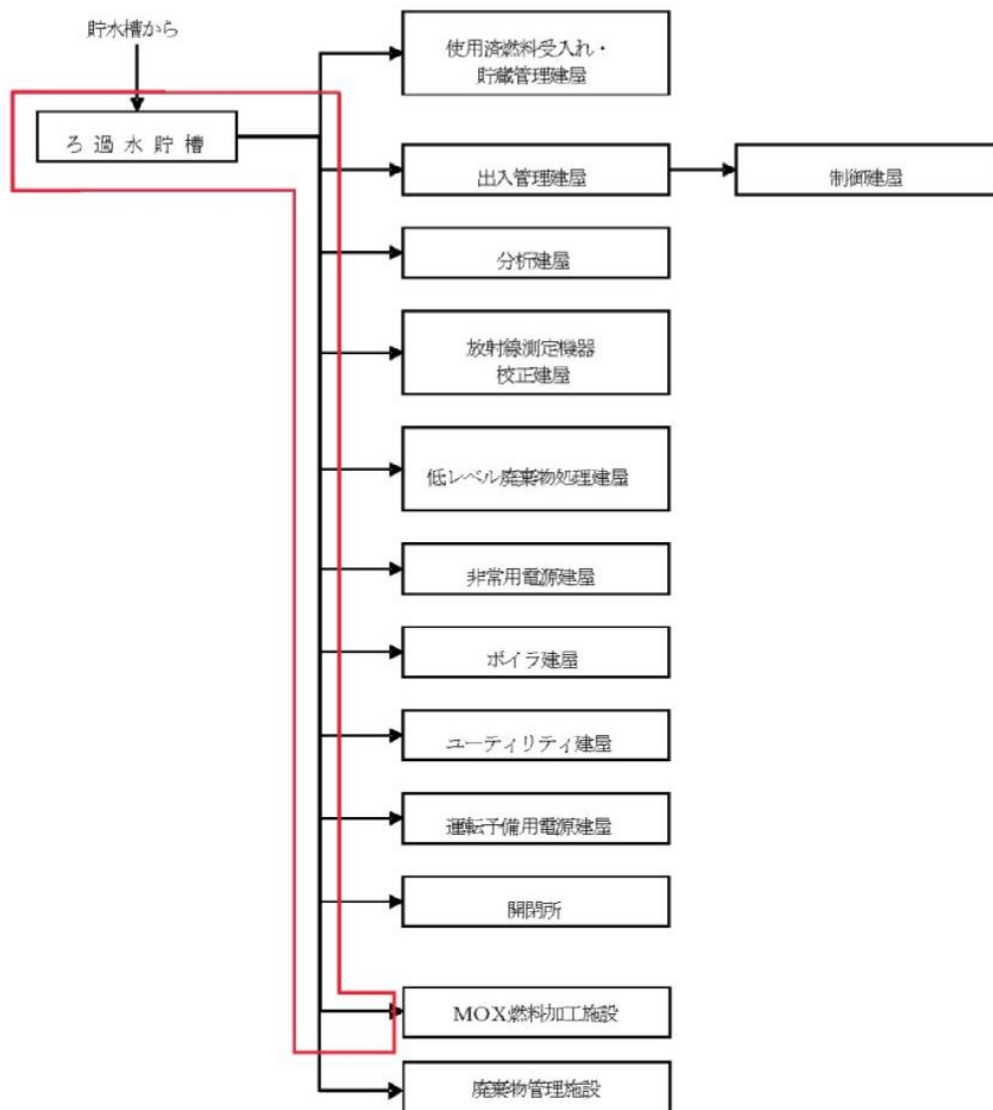 貯水槽から
使用済燃料受入れ・
貯蔵管理建屋
ろ 過 水 貯 槽
出入管理建屋
制御建屋
分析建屋
放射線測定機器
校正建屋
低レベル廃棄物処理建屋
非常用電源建屋
ボイラ建屋
ユーティリティ建屋
運転予備用電源建屋
開閉所
MOX燃料加工施設
廃棄物管理施設